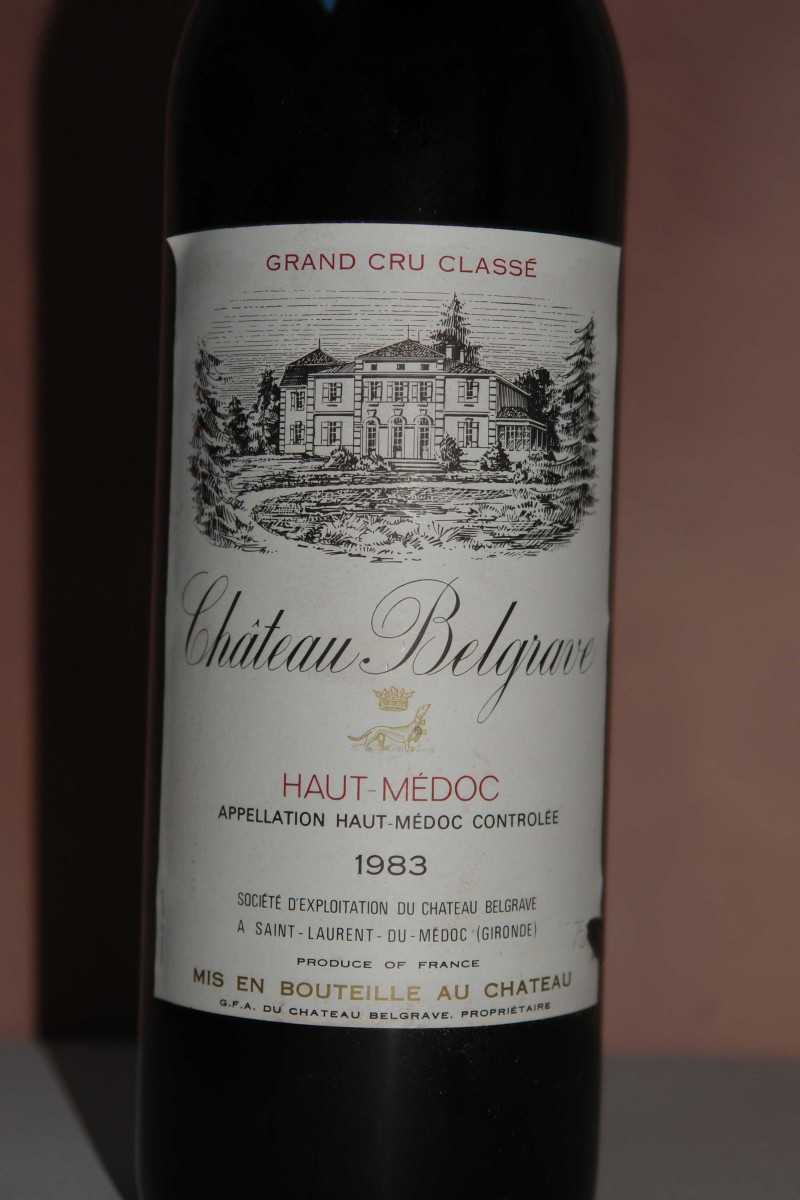 GRAND CRU CLASSÉ
Château Belgrave
HAUT-MÉDOC
APPELLATION HAUT-MÉDOC CONTROLÉE
1983
SOCIÉTÉ D'EXPLOITATION DU CHATEAU BELGRAVE
A SAINT-LAURENT-DU-MÉDOC (GIRONDE)
PRODUCE OF FRANCE
MIS EN BOUTEILLE AU CHATEAU
G.F.A. DU CHATEAU BELGRAVE, PROPRIÉTAIRE